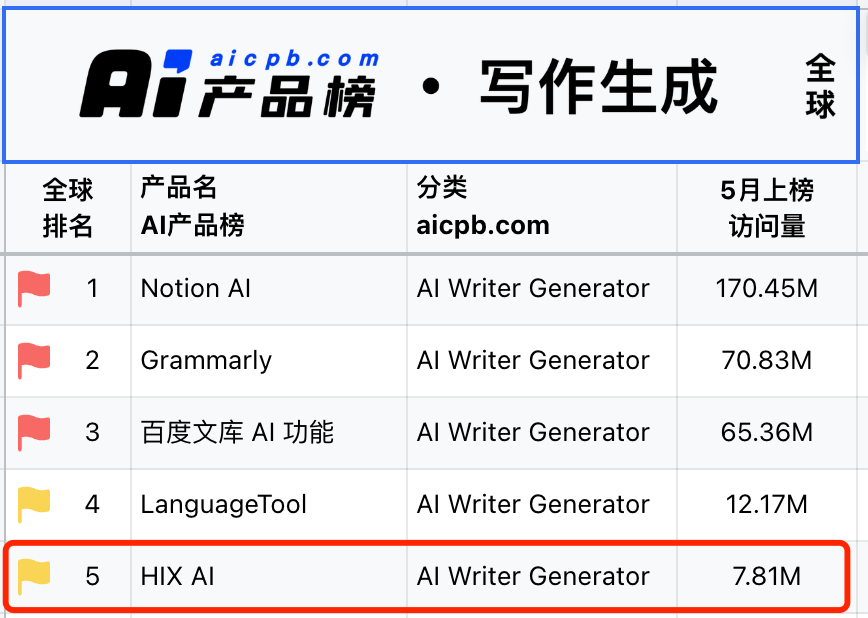 Ai aicpb.com
产品榜 · 写作生成 全球
全球排名 产品名 AI产品榜 分类 aicpb.com 5月上榜访问量
1 Notion AI AI Writer Generator 170.45M
2 Grammarly AI Writer Generator 70.83M
3 百度文库 AI 功能 AI Writer Generator 65.36M
4 LanguageTool AI Writer Generator 12.17M
5 HIX AI AI Writer Generator 7.81M